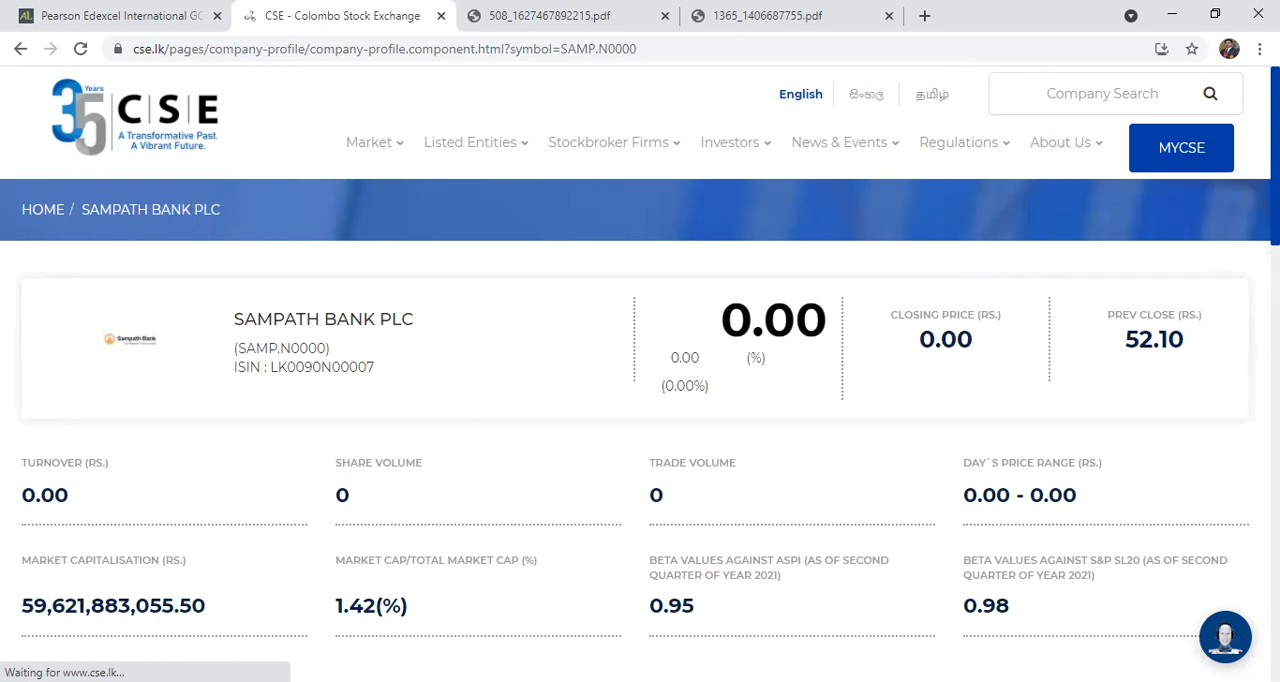 Pearson Edexcel International GC
CSE - Colombo Stock Exchange
508_1627467892215.pdf
1365_1406687755.pdf
cse.lk/pages/company-profile/company-profile.component.html?symbol=SAMP.N0000
35 Years
C|S|E
A Transformative Past.
A Vibrant Future.
English
සිංහල
தமிழ்
Company Search
Market
Listed Entities
Stockbroker Firms
Investors
News & Events
Regulations
About Us
MYCSE
HOME / SAMPATH BANK PLC
Sampath Bank
SAMPATH BANK PLC
(SAMP.N0000)
ISIN : LK0090N00007
0.00
0.00
(%)
(0.00%)
CLOSING PRICE (RS.)
0.00
PREV CLOSE (RS.)
52.10
TURNOVER (RS.)
0.00
SHARE VOLUME
0
TRADE VOLUME
0
DAY`S PRICE RANGE (RS.)
0.00 - 0.00
MARKET CAPITALISATION (RS.)
59,621,883,055.50
MARKET CAP/TOTAL MARKET CAP (%)
1.42(%)
BETA VALUES AGAINST ASPI (AS OF SECOND
QUARTER OF YEAR 2021)
0.95
BETA VALUES AGAINST S&P SL20 (AS OF SECOND
QUARTER OF YEAR 2021)
0.98
Waiting for www.cse.lk...